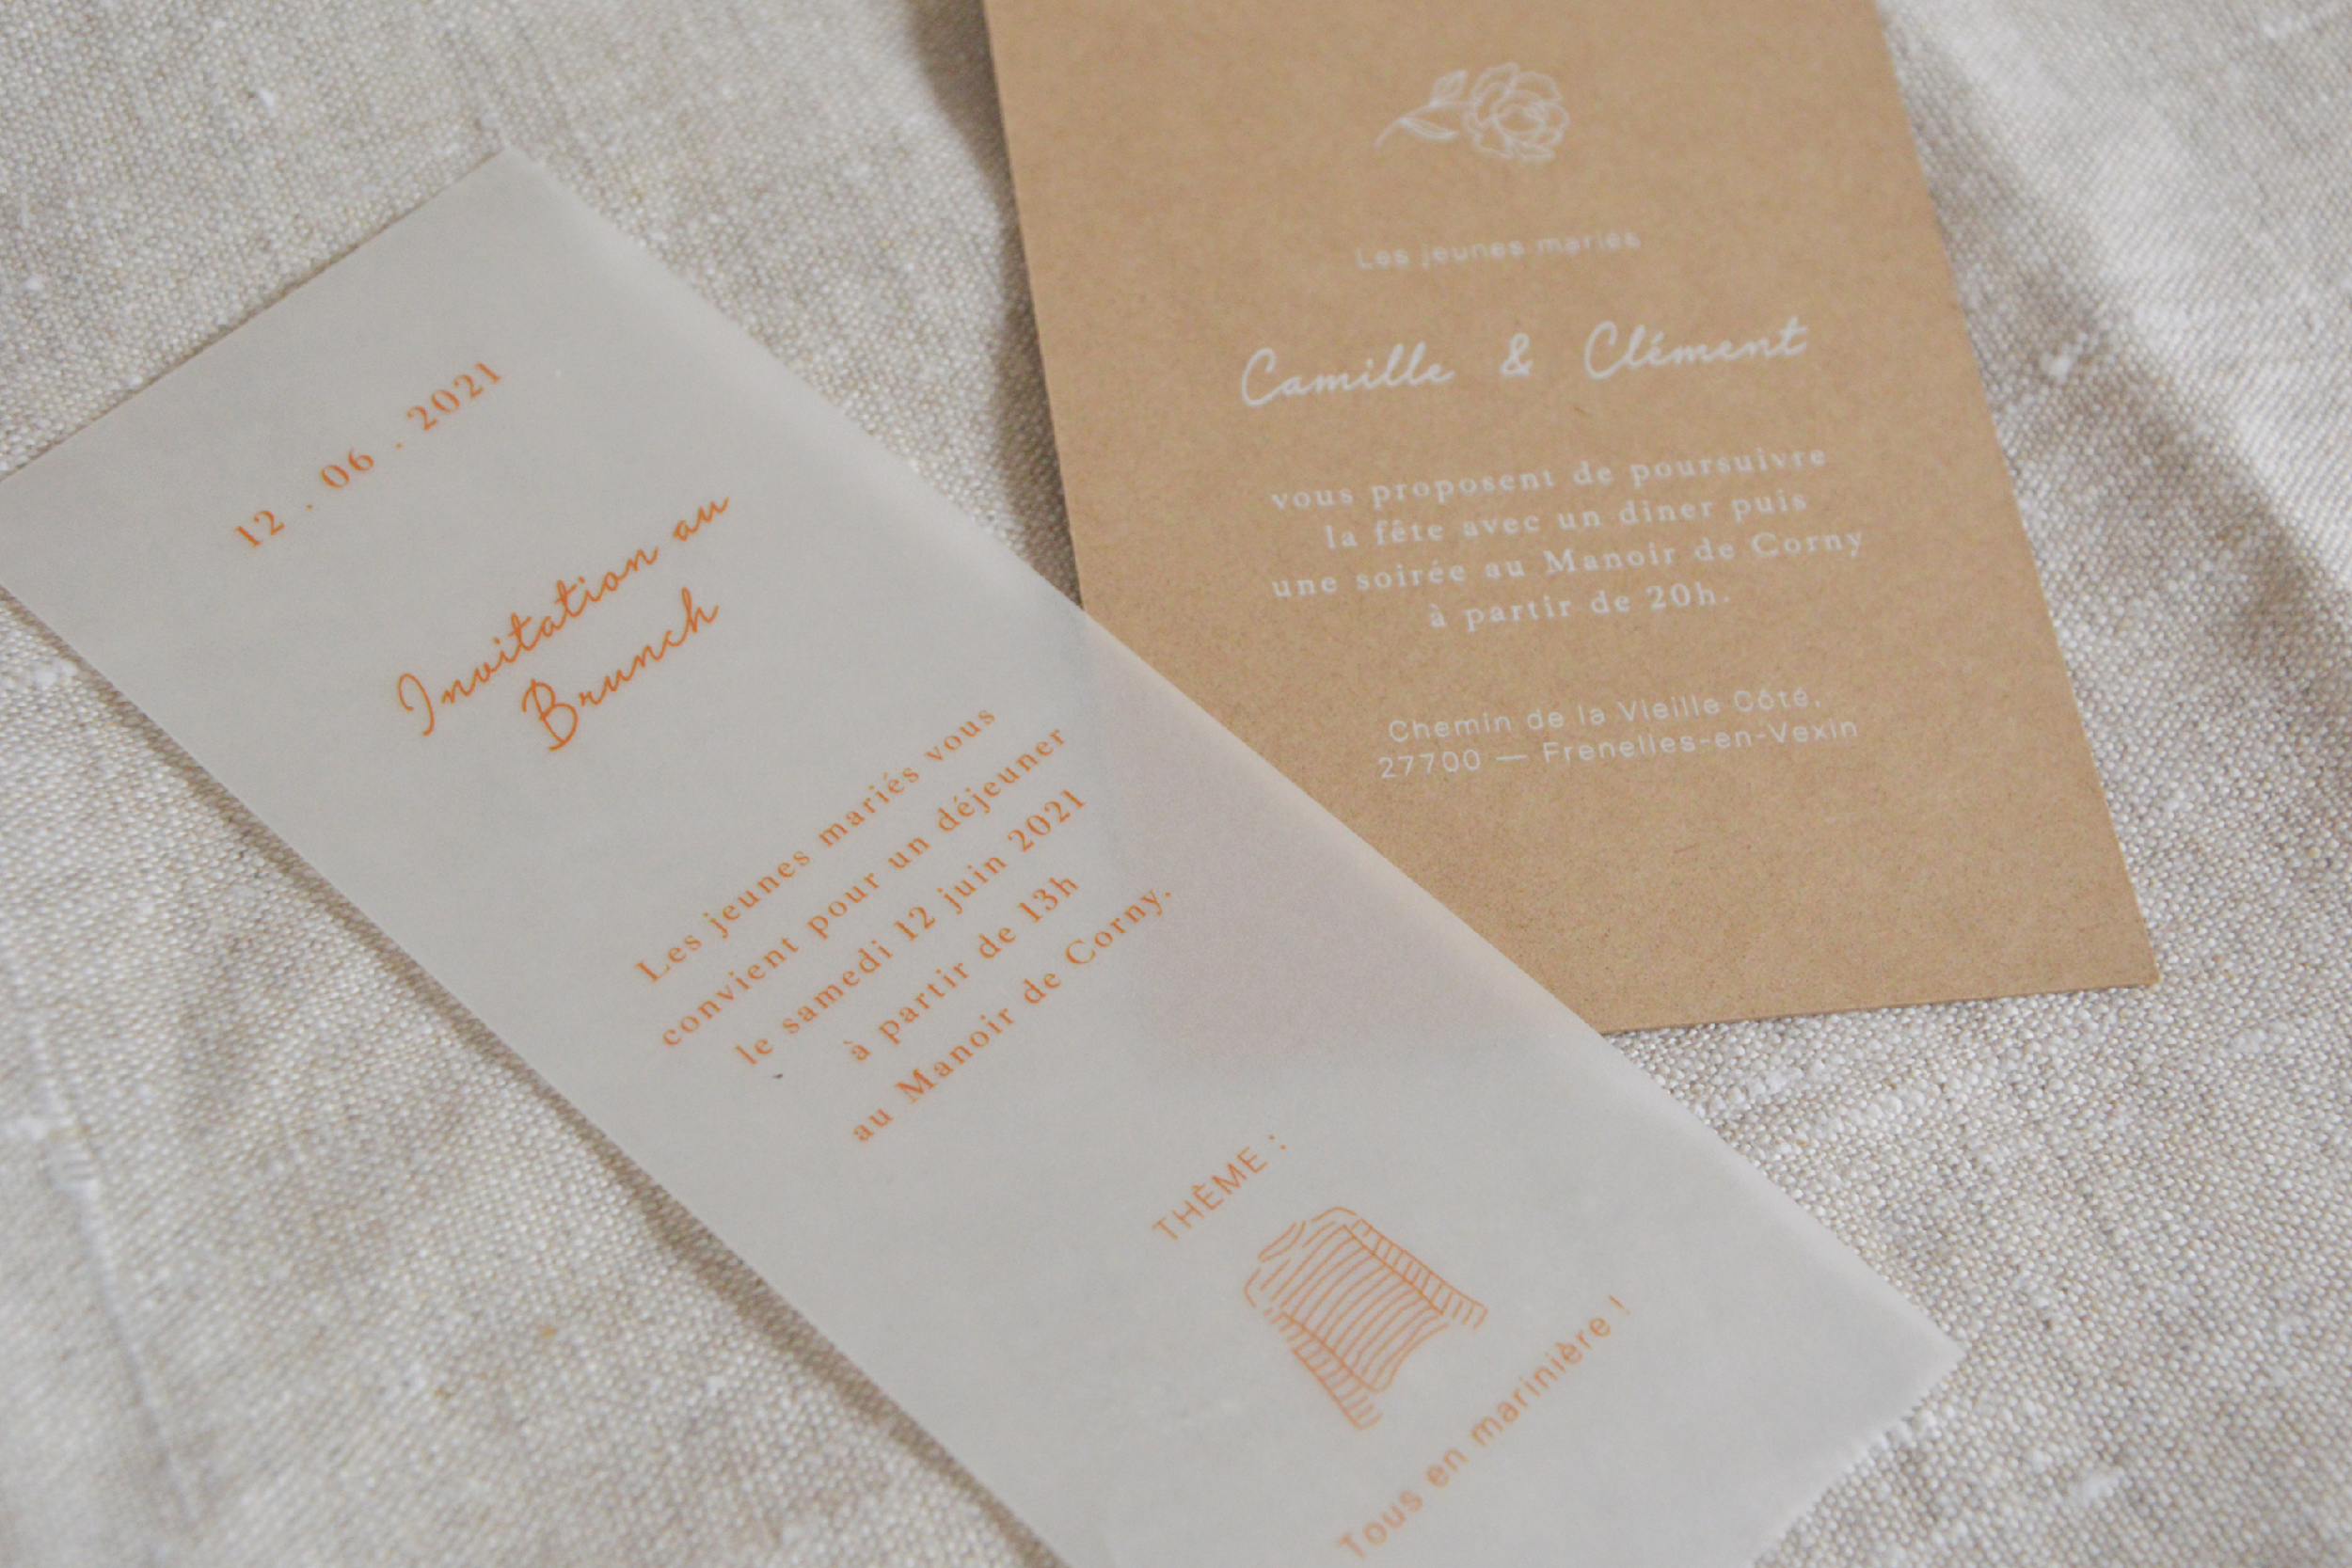 12 . 06 . 2021
Invitation au
Brunch
Les jeunes mariés vous
convient pour un déjeuner
le samedi 12 juin 2021
à partir de 13h
au Manoir de Corny.
THÈME :
Tous en marinière !
Les jeunes mariés
Camille & Clément
vous proposent de poursuivre
la fête avec un diner puis
une soirée au Manoir de Corny
à partir de 20h.
Chemin de la Vieille Côté,
27700 — Frenelles-en-Vexin